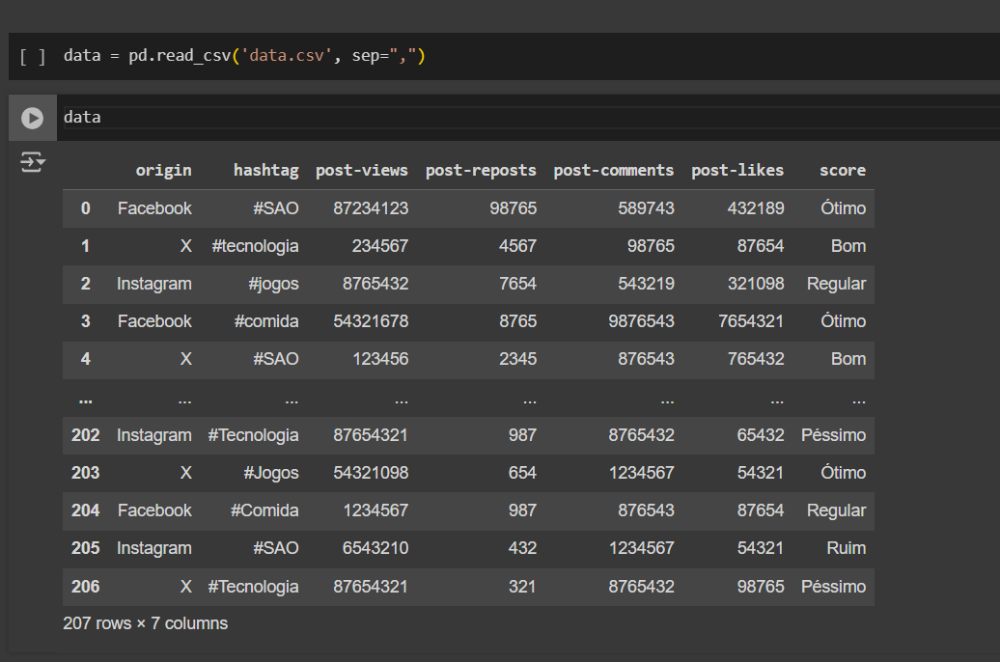 [ ] data = pd.read_csv('data.csv', sep=",")
data
origin hashtag post-views post-reposts post-comments post-likes score
0 Facebook #SAO 87234123 98765 589743 432189 Ótimo
1 X #tecnologia 234567 4567 98765 87654 Bom
2 Instagram #jogos 8765432 7654 543219 321098 Regular
3 Facebook #comida 54321678 8765 9876543 7654321 Ótimo
4 X #SAO 123456 2345 876543 765432 Bom
... ... ... ... ... ... ... ...
202 Instagram #Tecnologia 87654321 987 8765432 65432 Péssimo
203 X #Jogos 54321098 654 1234567 54321 Ótimo
204 Facebook #Comida 1234567 987 876543 87654 Regular
205 Instagram #SAO 6543210 432 1234567 54321 Ruim
206 X #Tecnologia 87654321 321 8765432 98765 Péssimo
207 rows × 7 columns